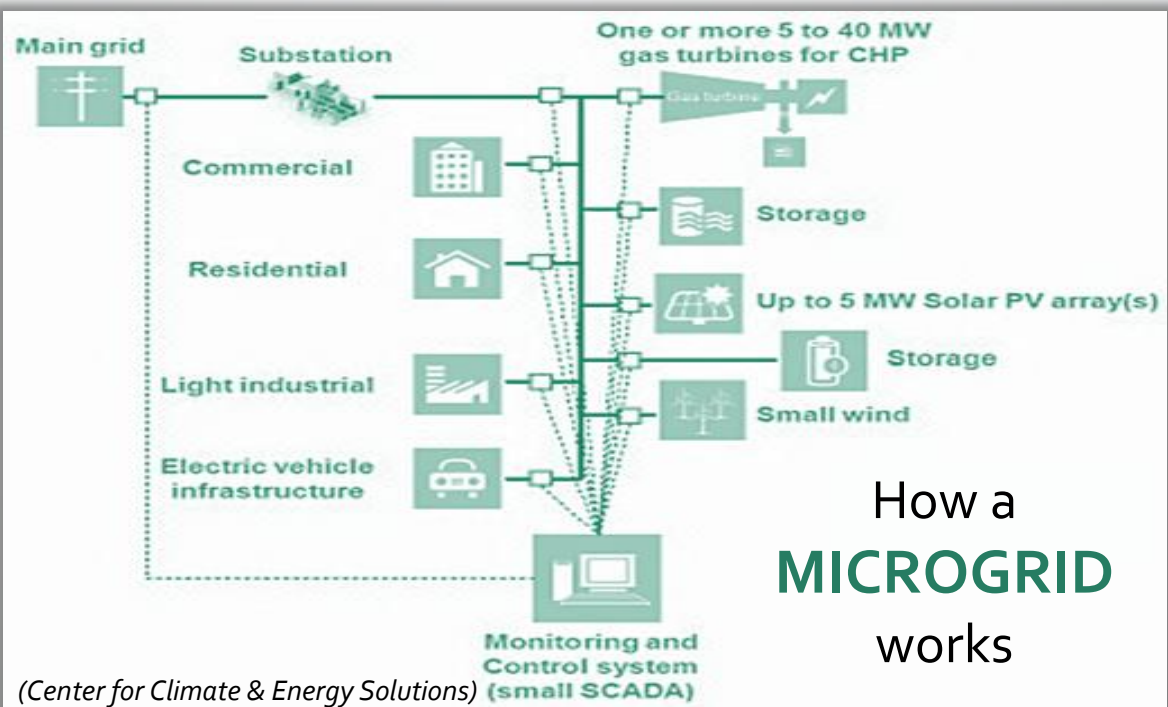 Main grid
Substation
One or more 5 to 40 MW
gas turbines for CHP
Gas turbine
Commercial
Storage
Residential
Up to 5 MW Solar PV array(s)
Storage
Light industrial
Small wind
Electric vehicle
infrastructure
How a
MICROGRID
works
Monitoring and
Control system
(small SCADA)
(Center for Climate & Energy Solutions)